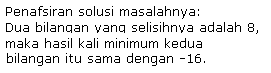 Penafsiran solusi masalahnya:
Dua bilangan yang selisihnya adalah 8,
maka hasil kali minimum kedua
bilangan itu sama dengan –16.